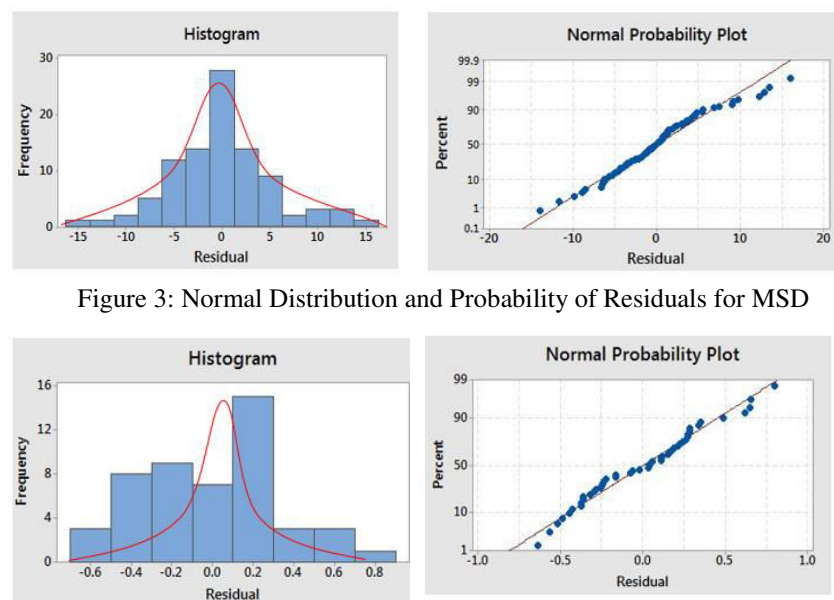 Histogram
Frequency
30
20
10
0
-15 -10 -5 0 5 10 15
Residual
Normal Probability Plot
Percent
99.9
99
90
50
10
1
0.1
-20 -10 0 10 20
Residual
Figure 3: Normal Distribution and Probability of Residuals for MSD
Histogram
Frequency
16
12
8
4
0
-0.6 -0.4 -0.2 0.0 0.2 0.4 0.6 0.8
Residual
Normal Probability Plot
Percent
99
90
50
10
1
-1.0 -0.5 0.0 0.5 1.0
Residual